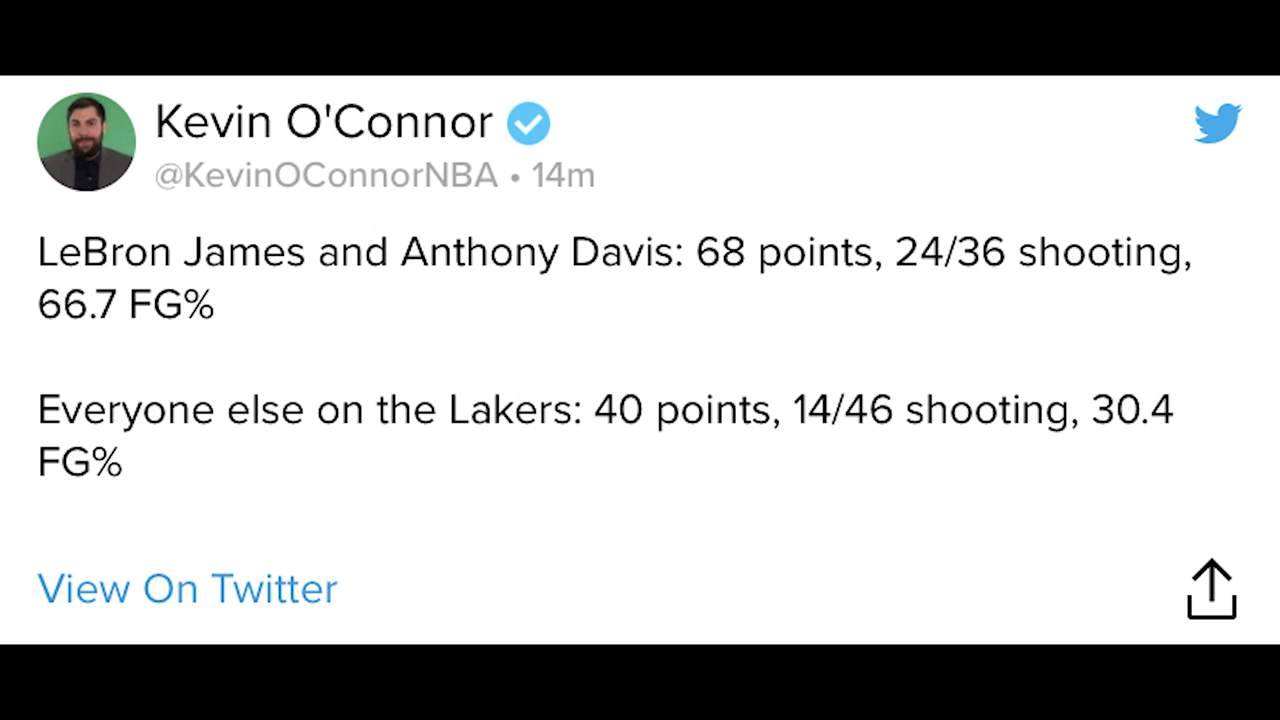 Kevin O'Connor
@KevinOConnorNBA • 14m
LeBron James and Anthony Davis: 68 points, 24/36 shooting,
66.7 FG%
Everyone else on the Lakers: 40 points, 14/46 shooting, 30.4
FG%
View On Twitter